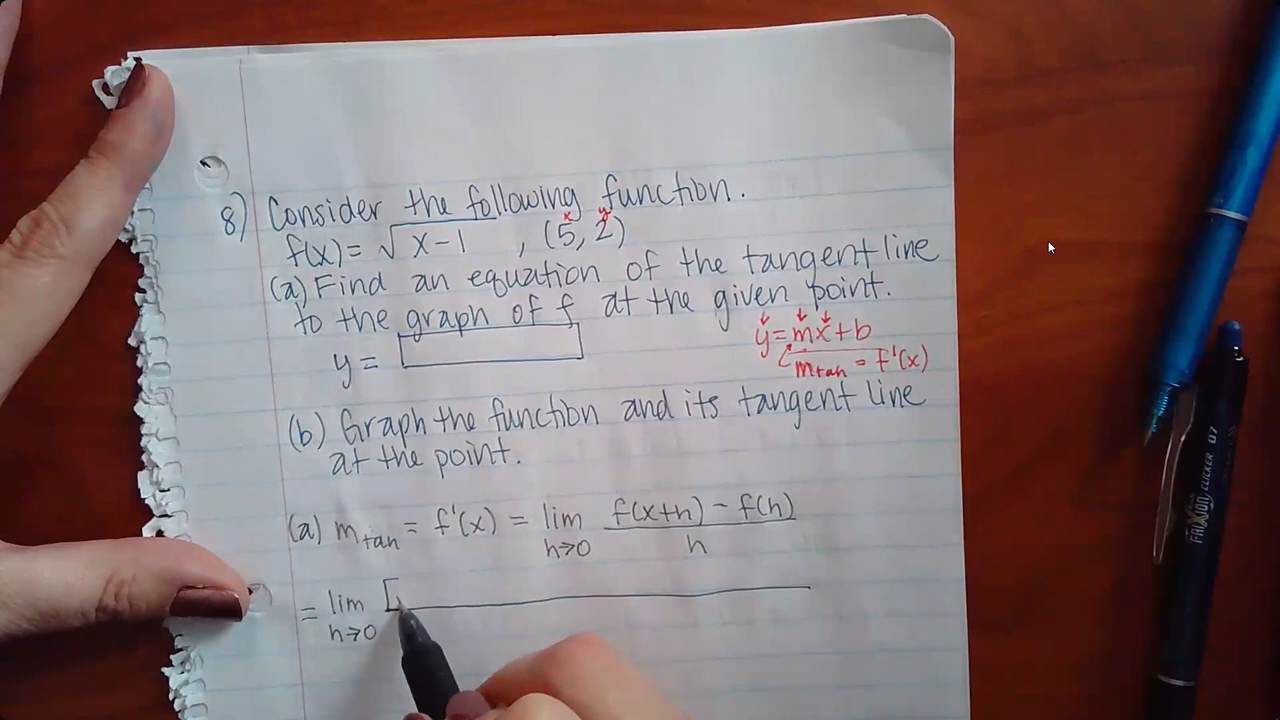 8) Consider the following function.
x y
f(x) = √x-1 , (5, 2)
(a) Find an equation of the tangent line
to the graph of f at the given point.
y =
y = mx + b
m tan = f'(x)
(b) Graph the function and its tangent line
at the point.
(a) m tan = f'(x) = lim h→0 f(x+h) - f(h) / h
= lim h→0 [
FRIXION CLICKER 07